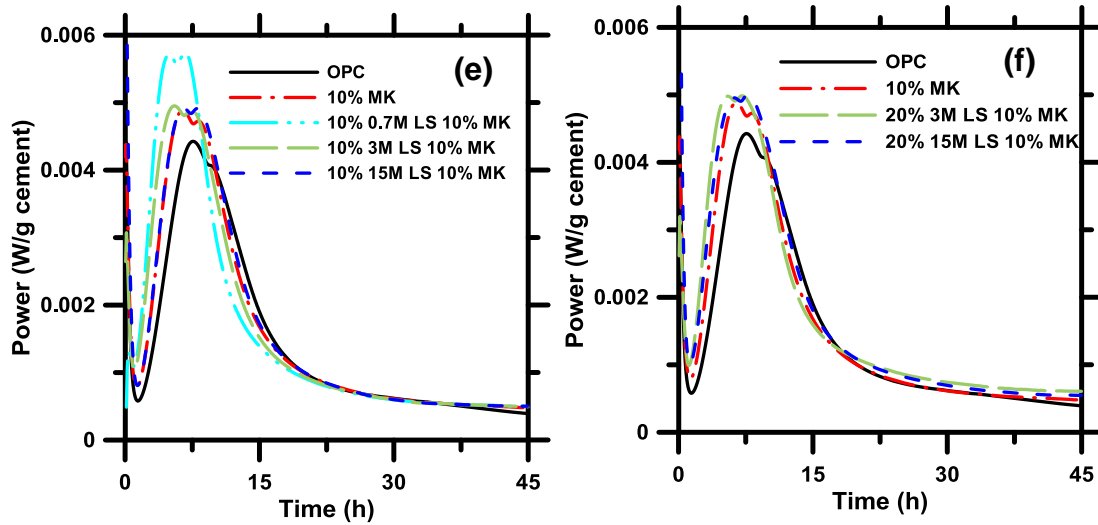 (e)
OPC
10% MK
10% 0.7M LS 10% MK
10% 3M LS 10% MK
10% 15M LS 10% MK
Power (W/g cement)
0.006
0.004
0.002
0
0 15 30 45
Time (h)
(f)
OPC
10% MK
20% 3M LS 10% MK
20% 15M LS 10% MK
Power (W/g cement)
0.006
0.004
0.002
0
0 15 30 45
Time (h)